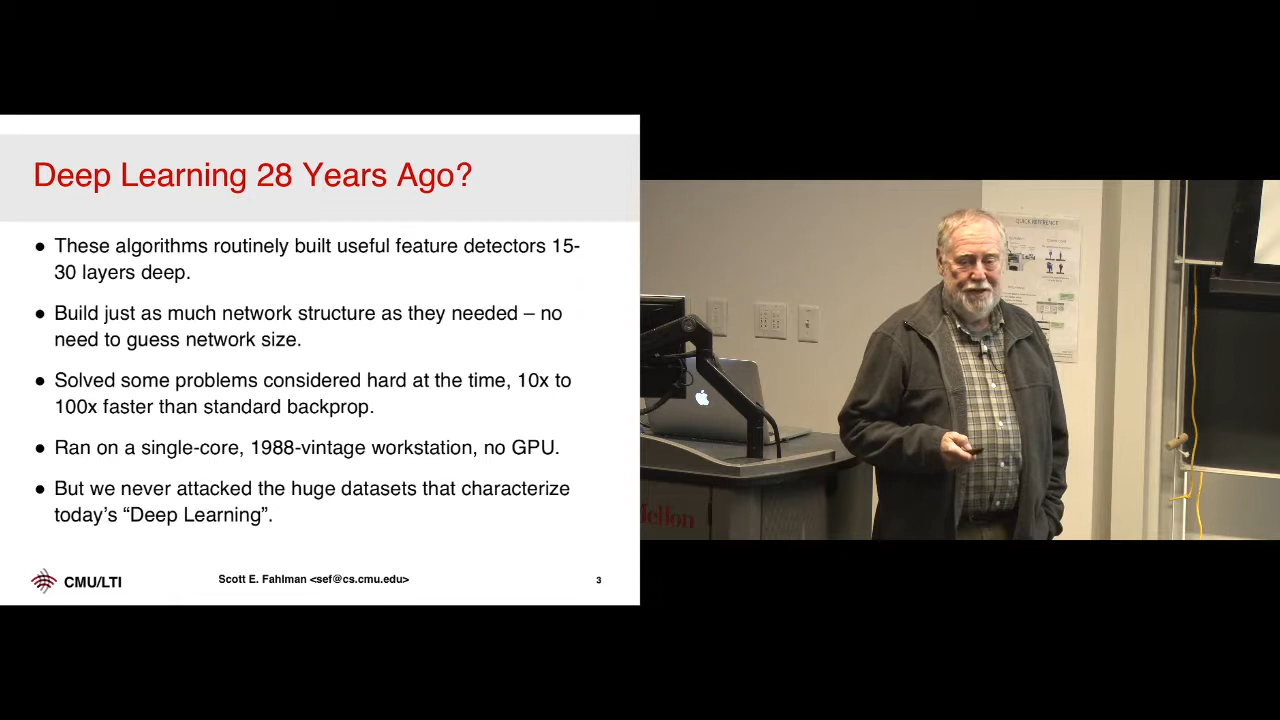 Deep Learning 28 Years Ago?
● These algorithms routinely built useful feature detectors 15-
30 layers deep.
● Build just as much network structure as they needed – no
need to guess network size.
● Solved some problems considered hard at the time, 10x to
100x faster than standard backprop.
● Ran on a single-core, 1988-vintage workstation, no GPU.
● But we never attacked the huge datasets that characterize
today’s “Deep Learning”.
CMU/LTI
Scott E. Fahlman <sef@cs.cmu.edu>
3
QUICK REFERENCE